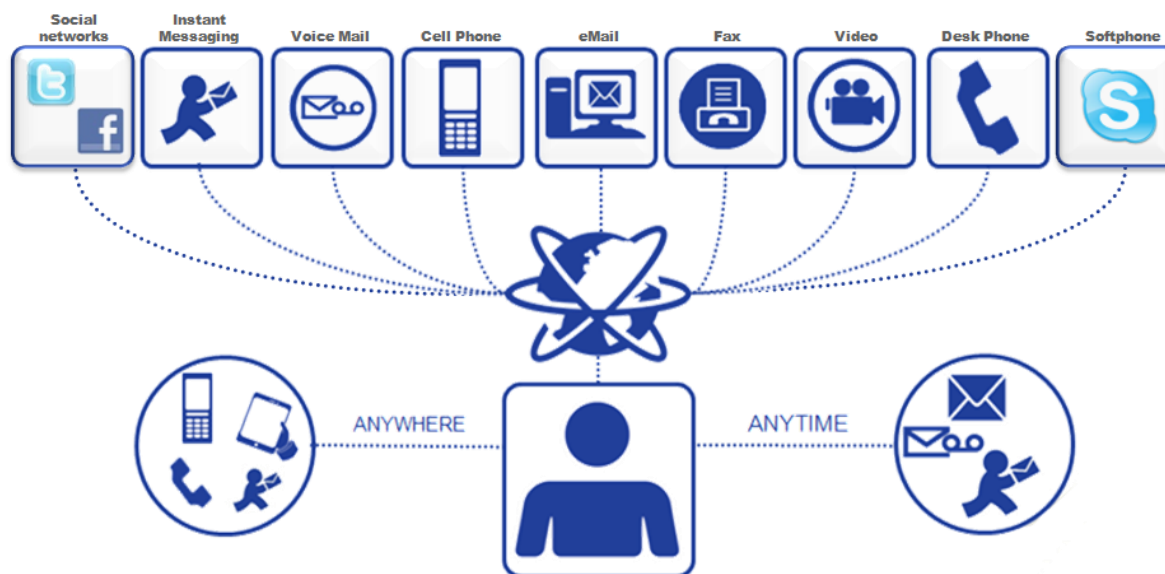 Social
networks
Instant
Messaging
Voice Mail
Cell Phone
eMail
Fax
Video
Desk Phone
Softphone
t
f
S
ANYWHERE
ANYTIME